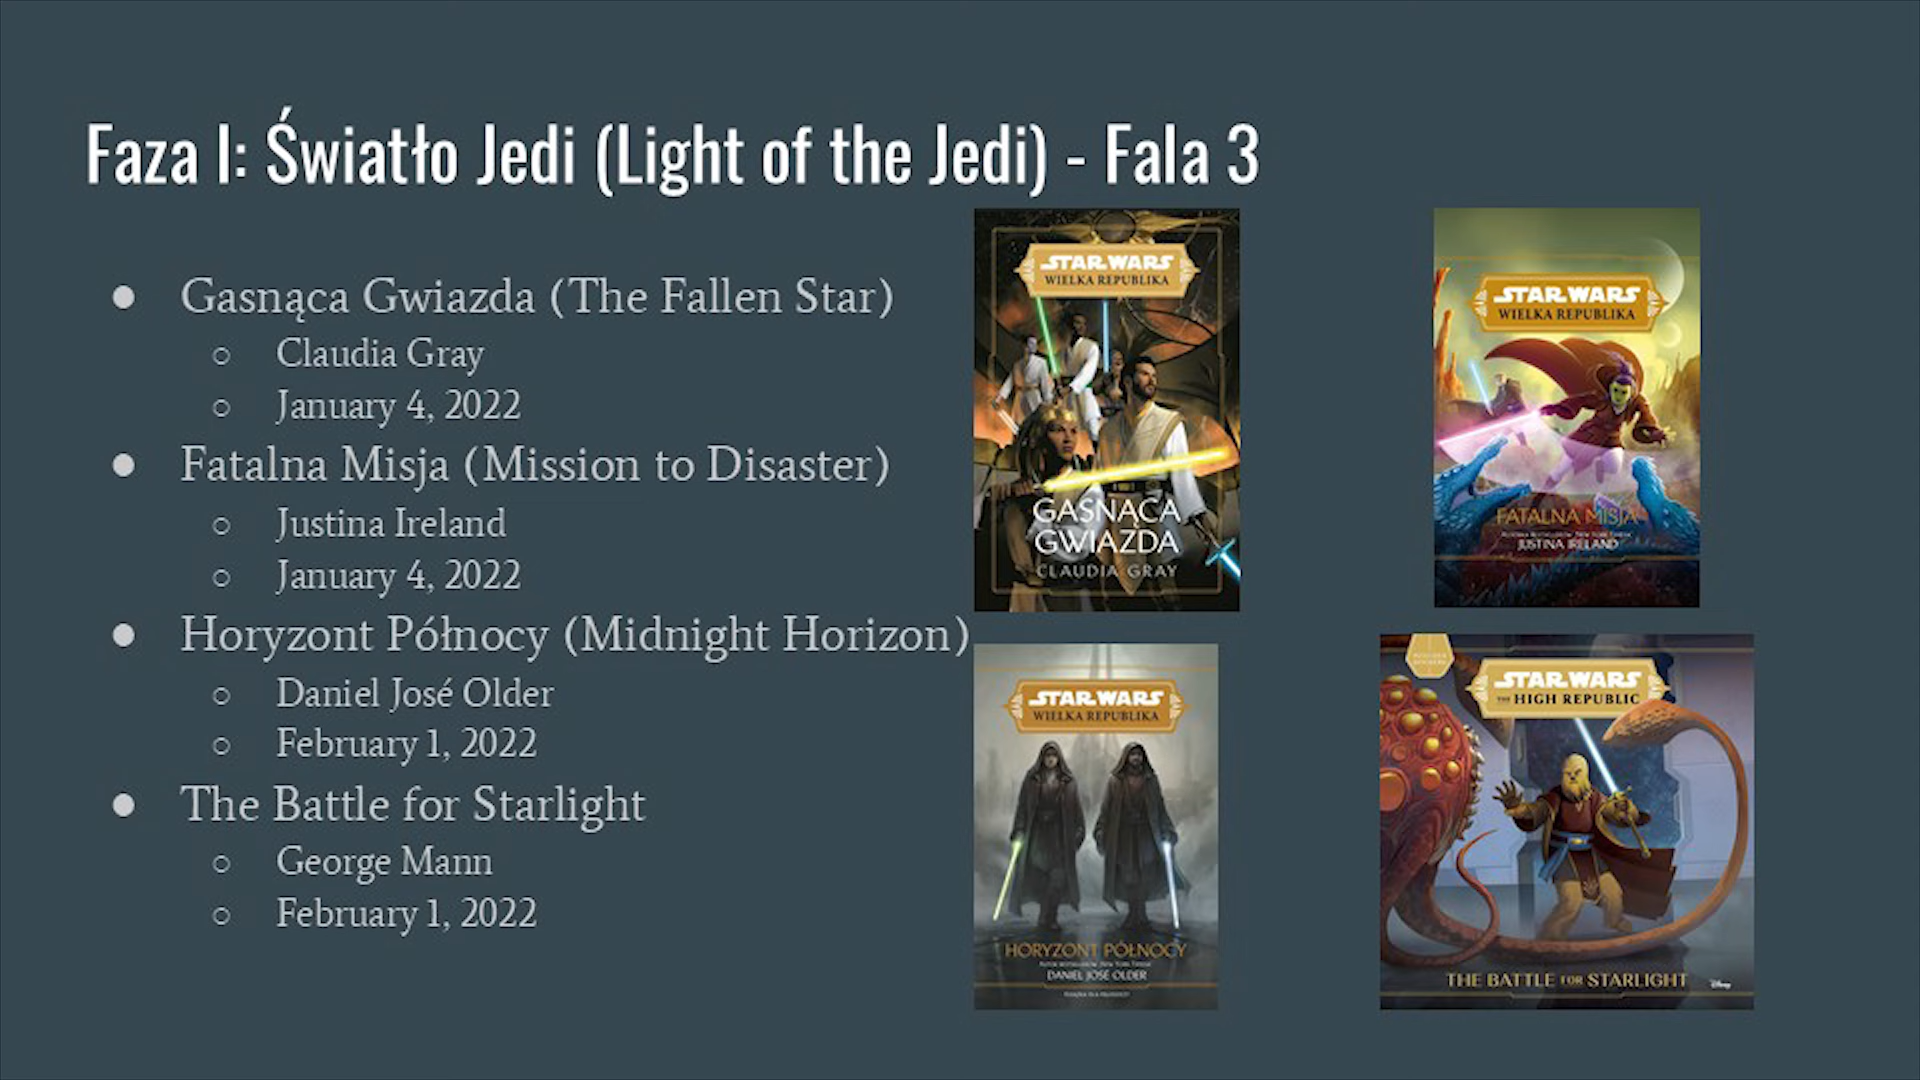 Faza I: Światło Jedi (Light of the Jedi) - Fala 3
● Gasnąca Gwiazda (The Fallen Star)
○ Claudia Gray
○ January 4, 2022
● Fatalna Misja (Mission to Disaster)
○ Justina Ireland
○ January 4, 2022
● Horyzont Północy (Midnight Horizon)
○ Daniel José Older
○ February 1, 2022
● The Battle for Starlight
○ George Mann
○ February 1, 2022
STAR WARS
WIELKA REPUBLIKA
GASNĄCA
GWIAZDA
CLAUDIA GRAY
STAR WARS
WIELKA REPUBLIKA
FATALNA MISJA
JUSTINA IRELAND
STAR WARS
WIELKA REPUBLIKA
HORYZONT PÓŁNOCY
DANIEL JOSÉ OLDER
STAR WARS
THE HIGH REPUBLIC
THE BATTLE FOR STARLIGHT
Disney